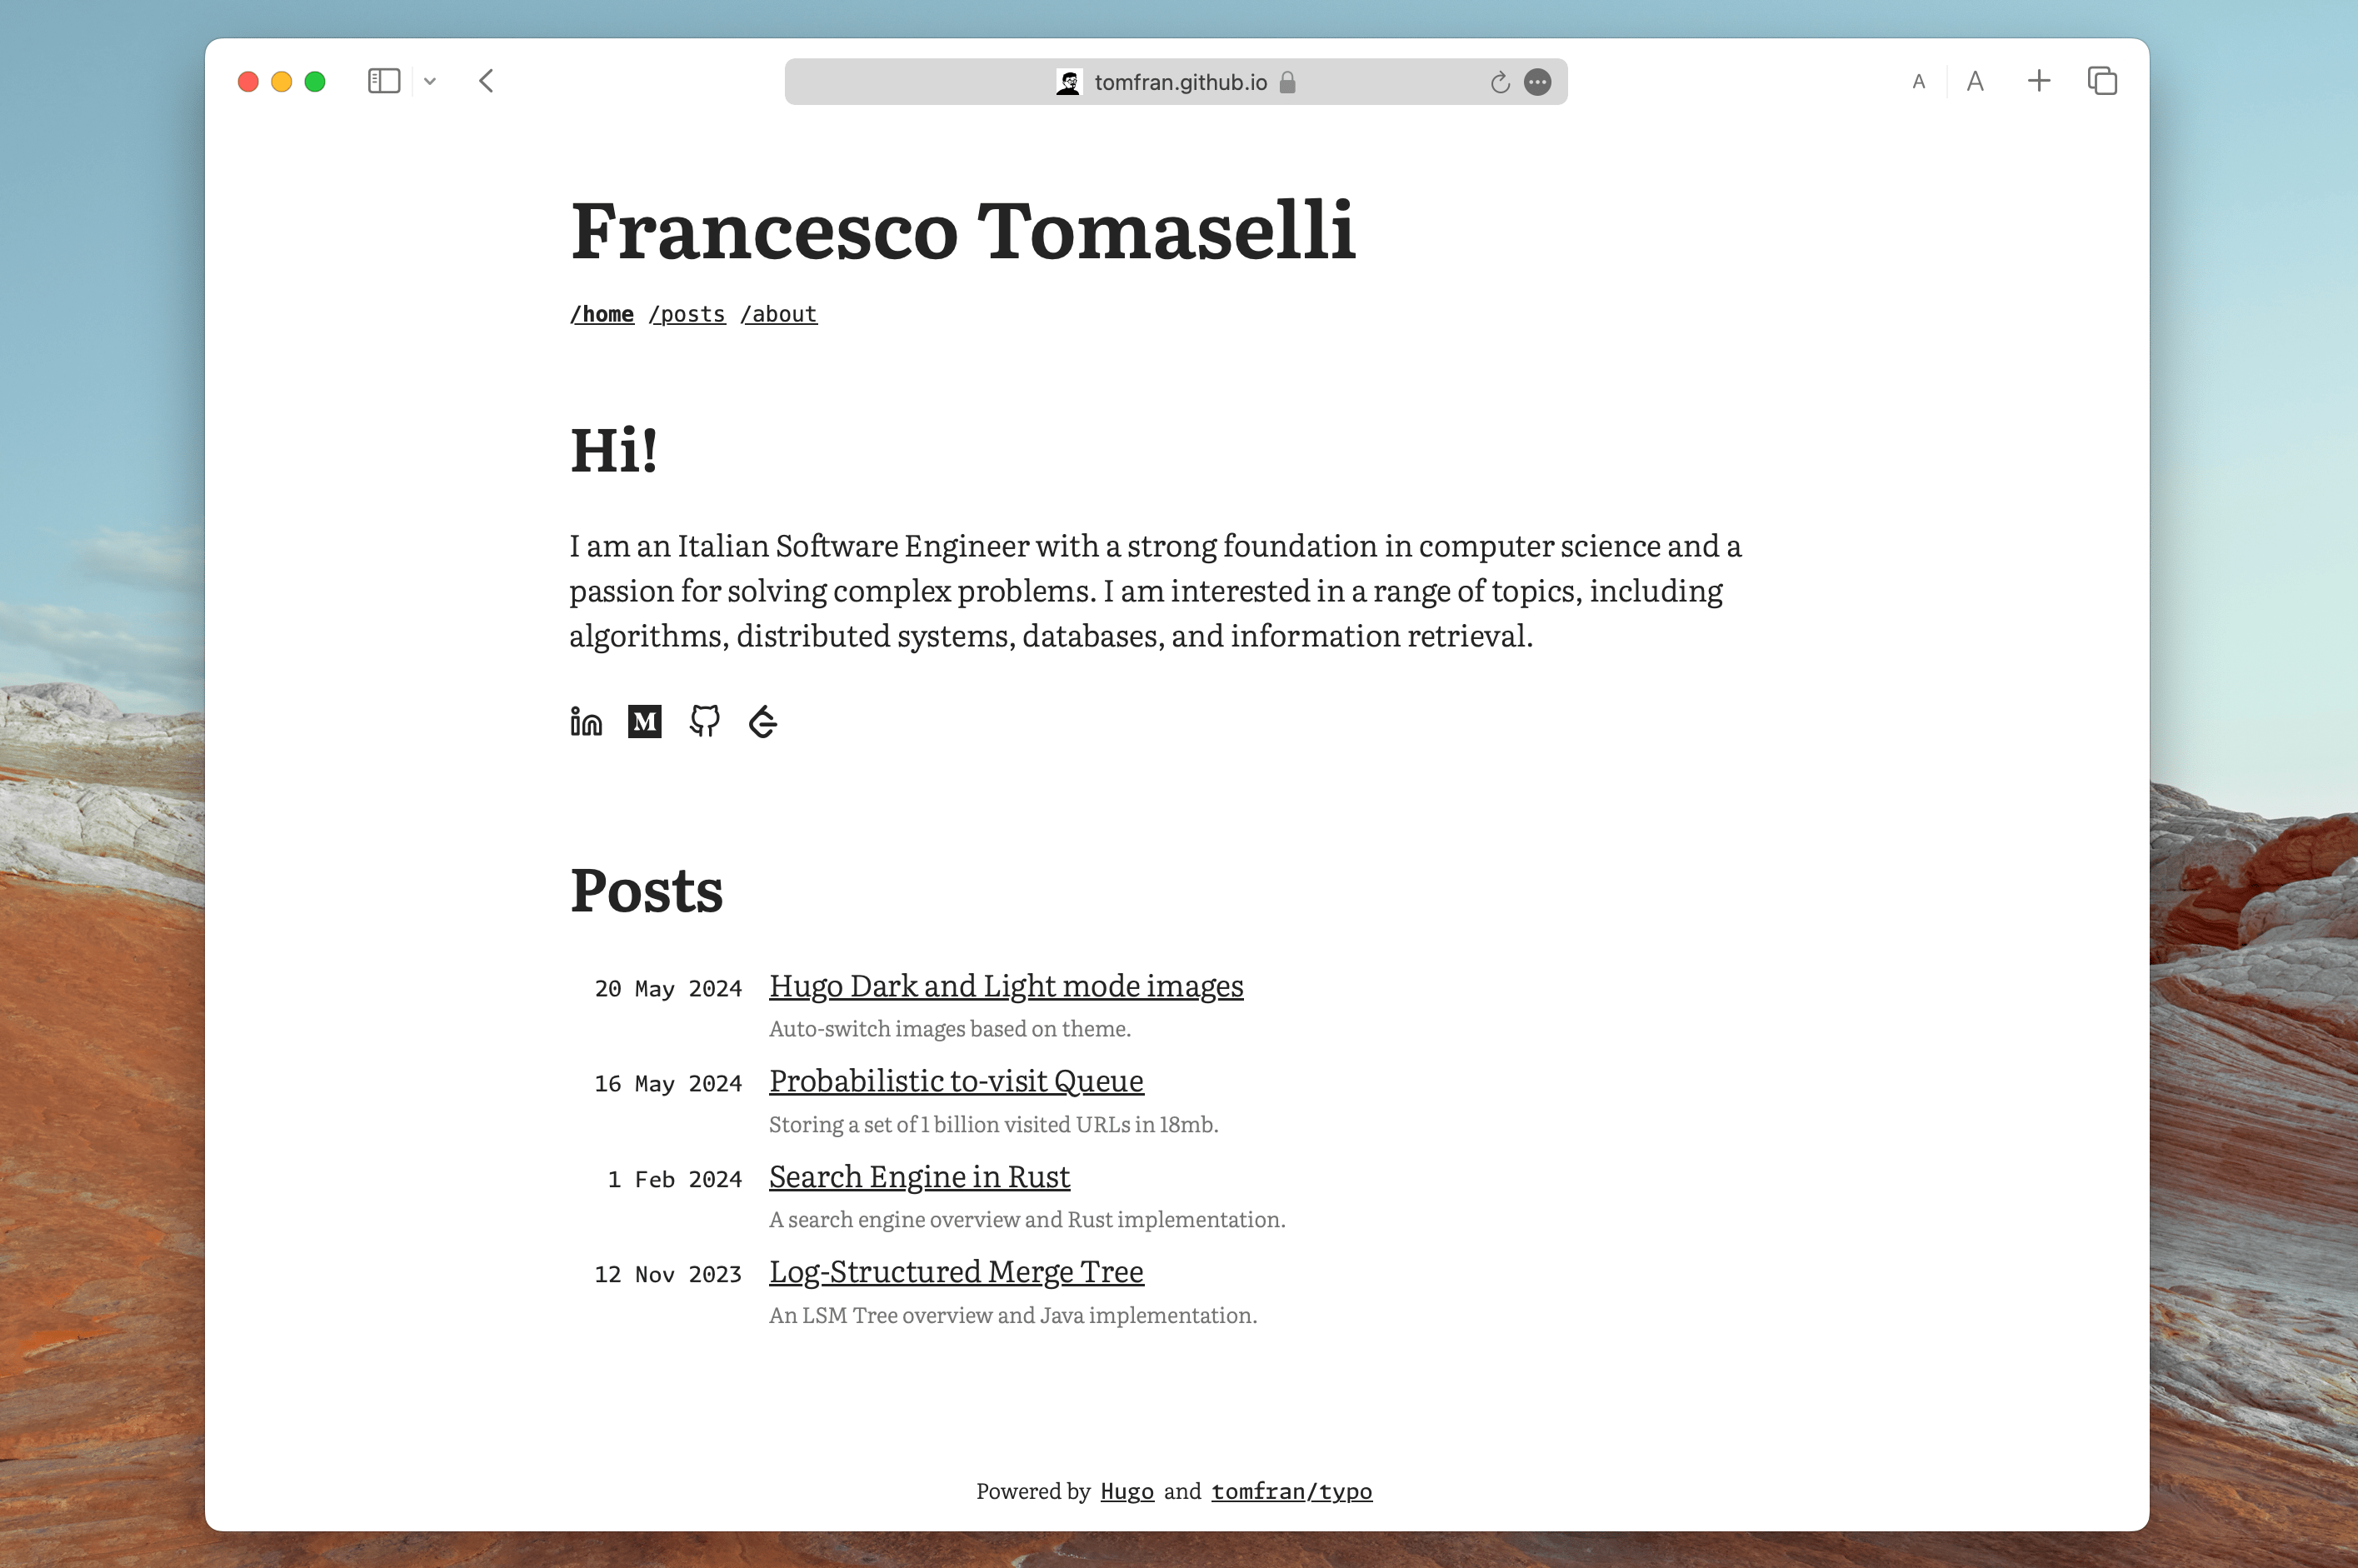 tomfran.github.io
A A
Francesco Tomaselli
/home /posts /about
Hi!
I am an Italian Software Engineer with a strong foundation in computer science and a
passion for solving complex problems. I am interested in a range of topics, including
algorithms, distributed systems, databases, and information retrieval.
in M
Posts
20 May 2024 Hugo Dark and Light mode images
Auto-switch images based on theme.
16 May 2024 Probabilistic to-visit Queue
Storing a set of 1 billion visited URLs in 18mb.
1 Feb 2024 Search Engine in Rust
A search engine overview and Rust implementation.
12 Nov 2023 Log-Structured Merge Tree
An LSM Tree overview and Java implementation.
Powered by Hugo and tomfran/typo